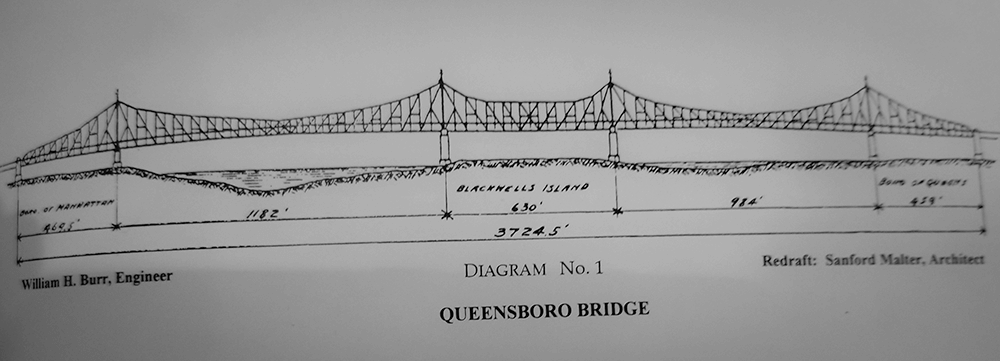 BLACKWELLS ISLAND
BORO OF MANHATTAN
BORO OF QUEENS
469.5' 1182' 630' 984' 459'
3724.5'
William H. Burr, Engineer
DIAGRAM No. 1
Redraft: Sanford Malter, Architect
QUEENSBORO BRIDGE